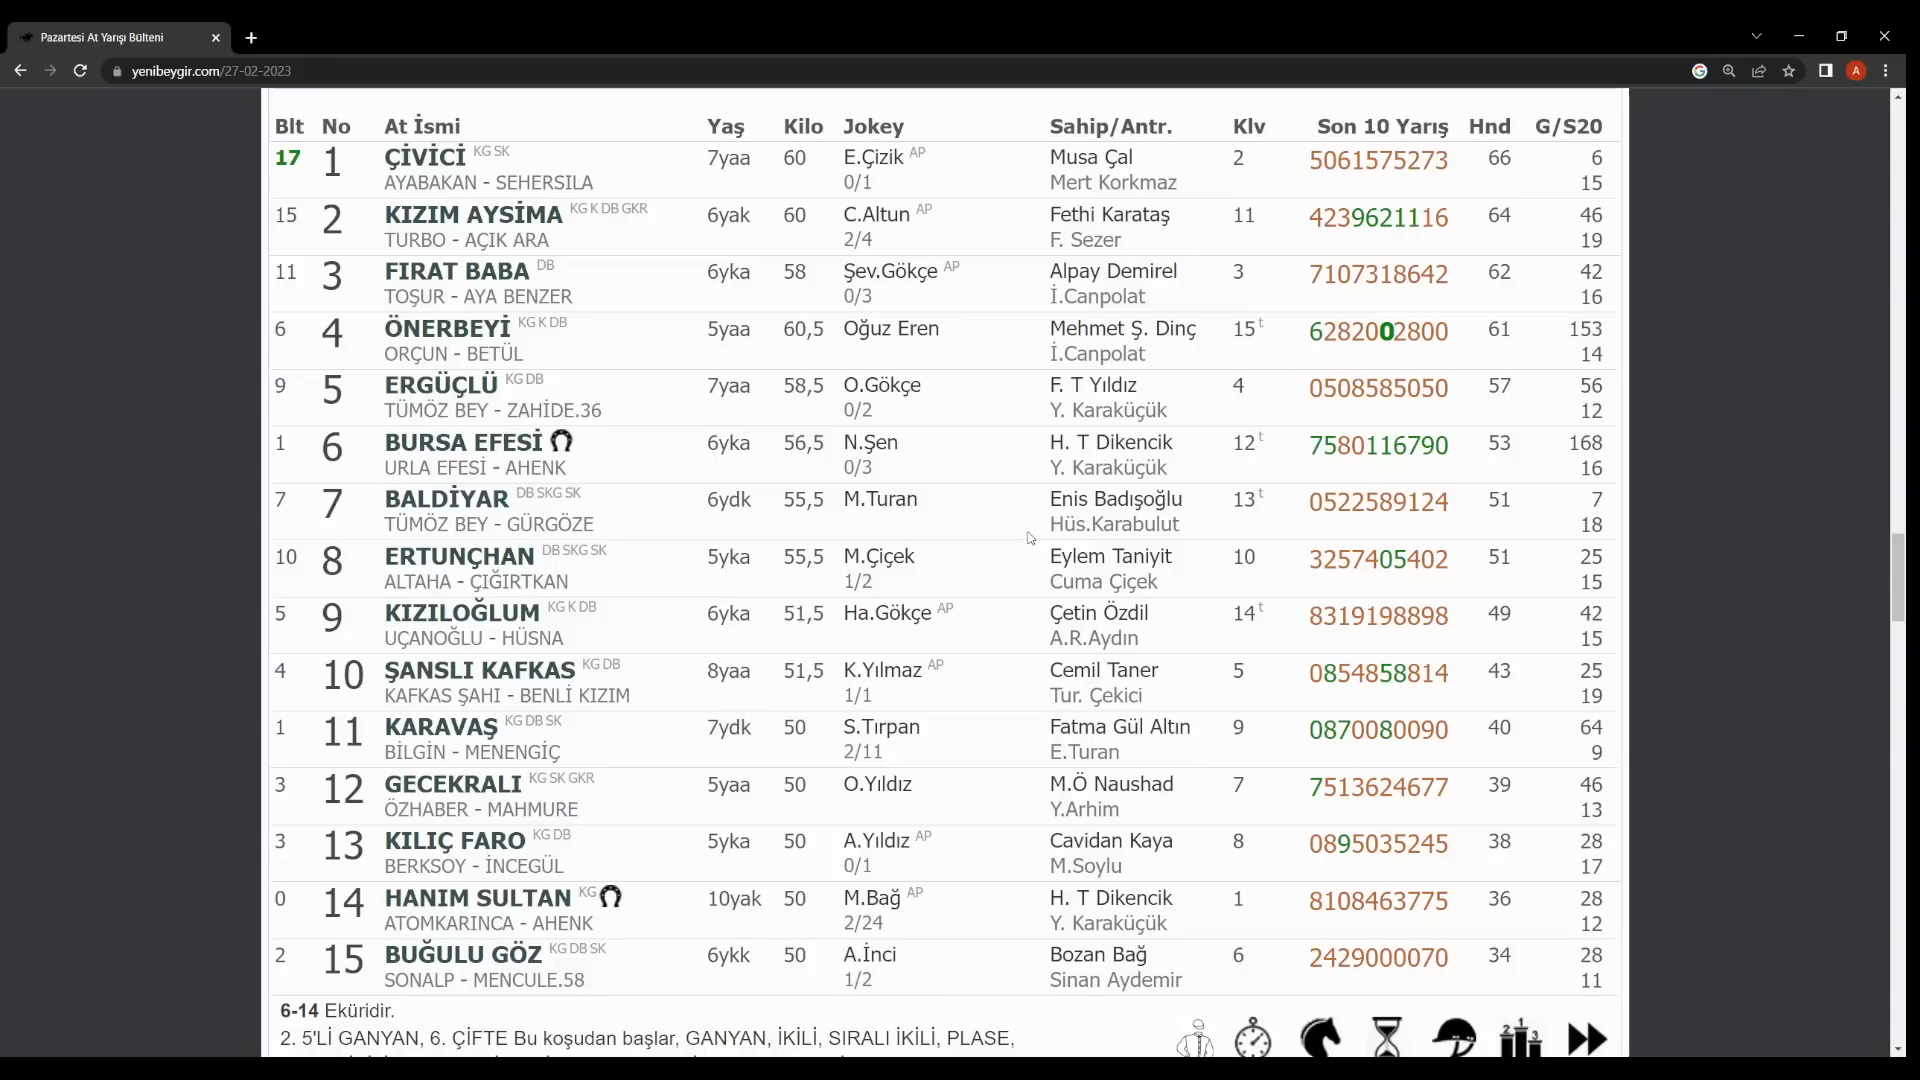 Pazartesi At Yarışı Bülteni
yenibeygir.com/27-02-2023
A
Blt No At İsmi Yaş Kilo Jokey Sahip/Antr. Klv Son 10 Yarış Hnd G/S20
17 1 ÇİVİCİ KG SK 7yaa 60 E.Çizik AP Musa Çal 2 5061575273 66 6
AYABAKAN - SEHERSILA 0/1 Mert Korkmaz 15
15 2 KIZIM AYSİMA KG K DB GKR 6yak 60 C.Altun AP Fethi Karataş 11 4239621116 64 46
TURBO - AÇIK ARA 2/4 F. Sezer 19
11 3 FIRAT BABA DB 6yka 58 Şev.Gökçe AP Alpay Demirel 3 7107318642 62 42
TOŞUR - AYA BENZER 0/3 İ.Canpolat 16
6 4 ÖNERBEYİ KG K DB 5yaa 60,5 Oğuz Eren Mehmet Ş. Dinç 15 t 6282002800 61 153
ORÇUN - BETÜL İ.Canpolat 14
9 5 ERGÜÇLÜ KG DB 7yaa 58,5 O.Gökçe F. T Yıldız 4 0508585050 57 56
TÜMÖZ BEY - ZAHİDE.36 0/2 Y. Karaküçük 12
1 6 BURSA EFESİ 6yka 56,5 N.Şen H. T Dikencik 12 t 7580116790 53 168
URLA EFESİ - AHENK 0/3 Y. Karaküçük 16
7 7 BALDİYAR DB SKG SK 6ydk 55,5 M.Turan Enis Badışoğlu 13 t 0522589124 51 7
TÜMÖZ BEY - GÜRGÖZE Hüs.Karabulut 18
10 8 ERTUNÇHAN DB SKG SK 5yka 55,5 M.Çiçek Eylem Taniyit 10 3257405402 51 25
ALTAHA - ÇIĞIRTKAN 1/2 Cuma Çiçek 15
5 9 KIZILOĞLUM KG K DB 6yka 51,5 Ha.Gökçe AP Çetin Özdil 14 t 8319198898 49 42
UÇANOĞLU - HÜSNA A.R.Aydın 15
4 10 ŞANSLI KAFKAS KG DB 8yaa 51,5 K.Yılmaz AP Cemil Taner 5 0854858814 43 25
KAFKAS ŞAHI - BENLİ KIZIM 1/1 Tur. Çekici 19
1 11 KARAVAŞ KG DB SK 7ydk 50 S.Tırpan Fatma Gül Altın 9 0870080090 40 64
BİLGİN - MENENGİÇ 2/11 E.Turan 9
3 12 GECEKRALI KG SK GKR 5yaa 50 O.Yıldız M.Ö Naushad 7 7513624677 39 46
ÖZHABER - MAHMURE Y.Arhim 13
3 13 KILIÇ FARO KG DB 5yka 50 A.Yıldız AP Cavidan Kaya 8 0895035245 38 28
BERKSOY - İNCEGÜL 0/1 M.Soylu 17
0 14 HANIM SULTAN KG 10yak 50 M.Bağ AP H. T Dikencik 1 8108463775 36 28
ATOMKARINCA - AHENK 2/24 Y. Karaküçük 12
2 15 BUĞULU GÖZ KG DB SK 6ykk 50 A.İnci Bozan Bağ 6 2429000070 34 28
SONALP - MENCULE.58 1/2 Sinan Aydemir 11
6-14 Eküridir.
2. 5'Lİ GANYAN, 6. ÇİFTE Bu koşudan başlar, GANYAN, İKİLİ, SIRALI İKİLİ, PLASE,
2 1 3